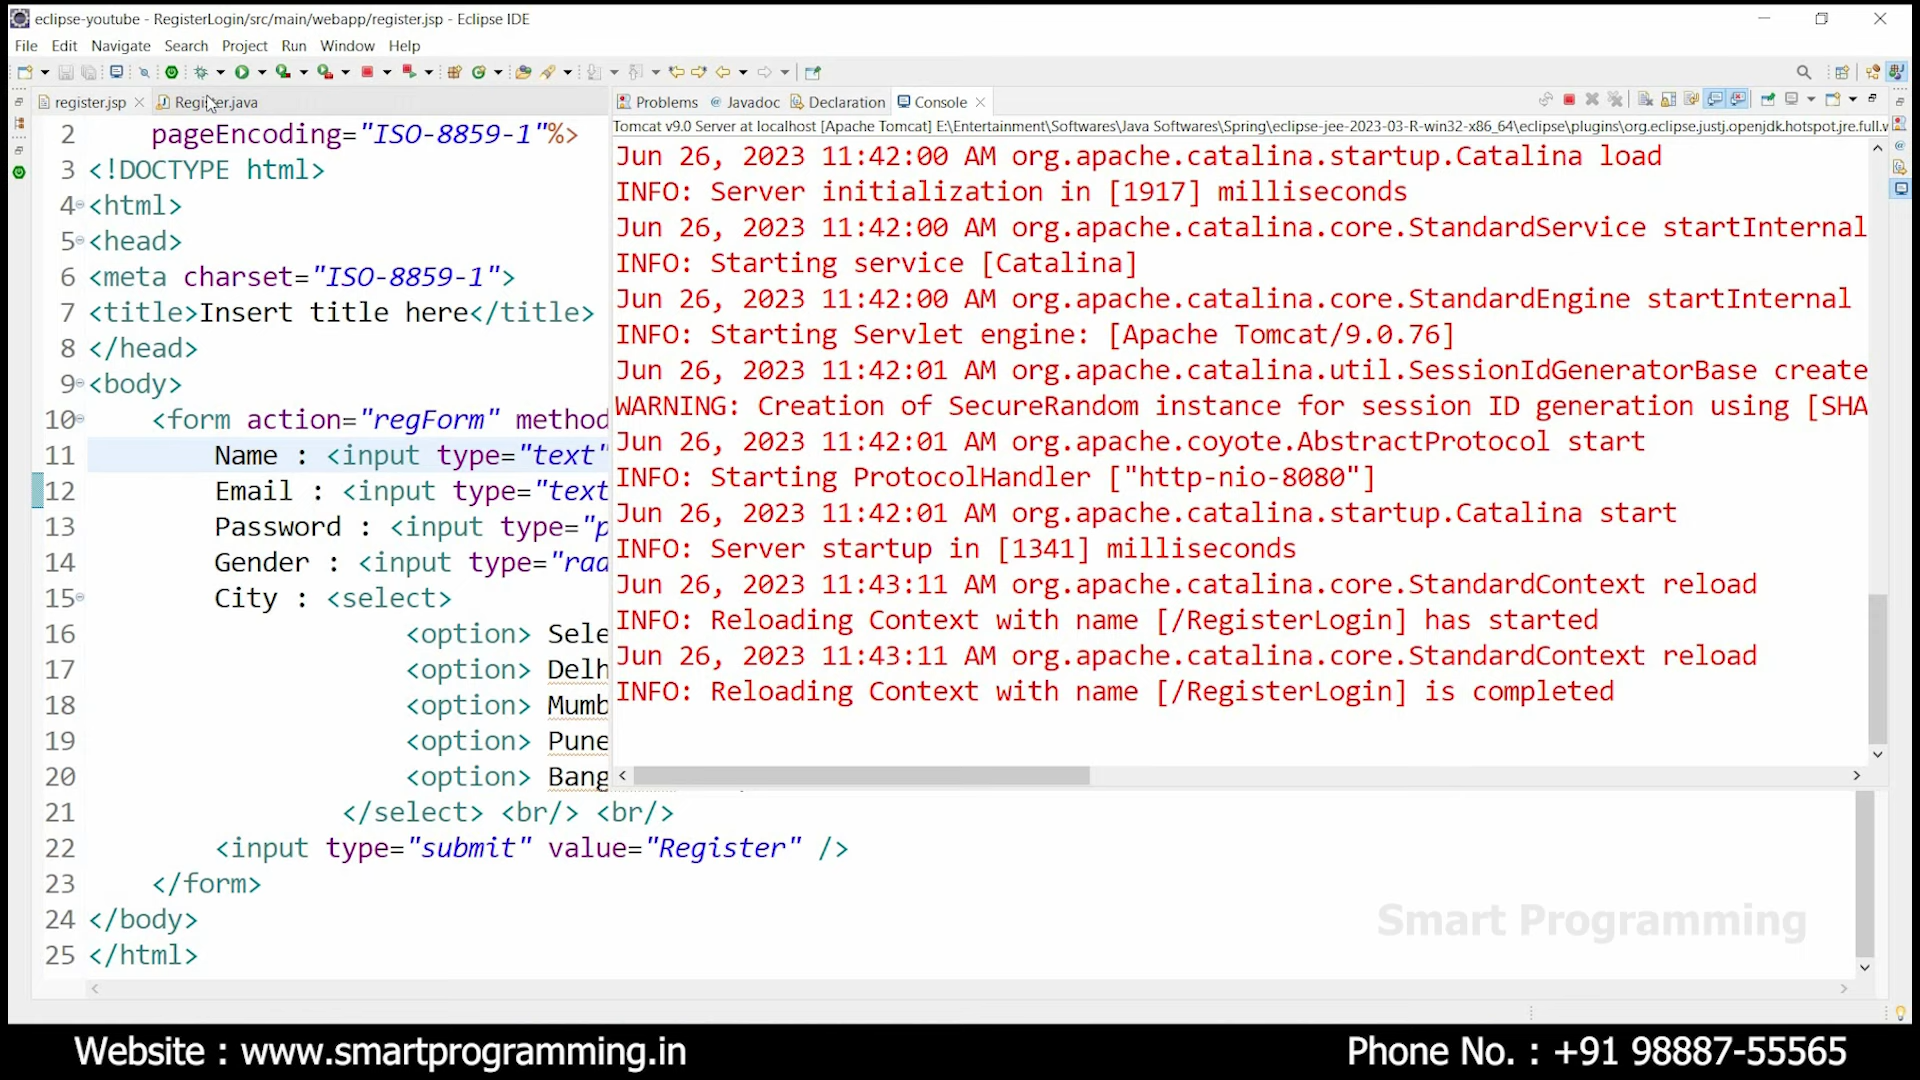 eclipse-youtube - RegisterLogin/src/main/webapp/register.jsp - Eclipse IDE
File Edit Navigate Search Project Run Window Help
register.jsp Register.java
Problems Javadoc Declaration Console
Tomcat v9.0 Server at localhost [Apache Tomcat] E:\Entertainment\Softwares\Java Softwares\Spring\eclipse-jee-2023-03-R-win32-x86_64\eclipse\plugins\org.eclipse.justj.openjdk.hotspot.jre.full.w
2 pageEncoding="ISO-8859-1"%>
3 <!DOCTYPE html>
4 <html>
5 <head>
6 <meta charset="ISO-8859-1">
7 <title>Insert title here</title>
8 </head>
9 <body>
10 <form action="regForm" method
11 Name : <input type="text"
12 Email : <input type="text
13 Password : <input type="p
14 Gender : <input type="rad
15 City : <select>
16 <option> Sele
17 <option> Delh
18 <option> Mumb
19 <option> Pune
20 <option> Bang
21 </select> <br/> <br/>
22 <input type="submit" value="Register" />
23 </form>
24 </body>
25 </html>
Jun 26, 2023 11:42:00 AM org.apache.catalina.startup.Catalina load
INFO: Server initialization in [1917] milliseconds
Jun 26, 2023 11:42:00 AM org.apache.catalina.core.StandardService startInternal
INFO: Starting service [Catalina]
Jun 26, 2023 11:42:00 AM org.apache.catalina.core.StandardEngine startInternal
INFO: Starting Servlet engine: [Apache Tomcat/9.0.76]
Jun 26, 2023 11:42:01 AM org.apache.catalina.util.SessionIdGeneratorBase create
WARNING: Creation of SecureRandom instance for session ID generation using [SHA
Jun 26, 2023 11:42:01 AM org.apache.coyote.AbstractProtocol start
INFO: Starting ProtocolHandler ["http-nio-8080"]
Jun 26, 2023 11:42:01 AM org.apache.catalina.startup.Catalina start
INFO: Server startup in [1341] milliseconds
Jun 26, 2023 11:43:11 AM org.apache.catalina.core.StandardContext reload
INFO: Reloading Context with name [/RegisterLogin] has started
Jun 26, 2023 11:43:11 AM org.apache.catalina.core.StandardContext reload
INFO: Reloading Context with name [/RegisterLogin] is completed
Smart Programming
Website : www.smartprogramming.in
Phone No. : +91 98887-55565